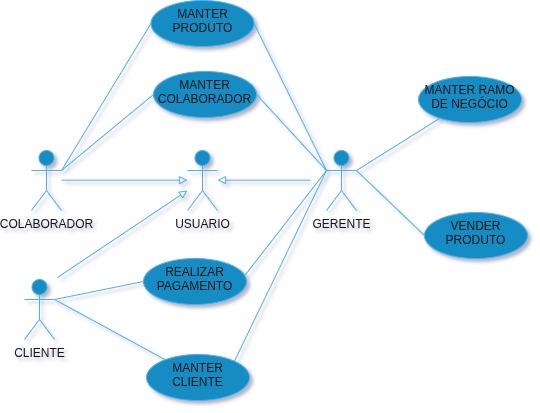 MANTER
PRODUTO
MANTER
COLABORADOR
MANTER RAMO
DE NEGÓCIO
COLABORADOR
USUARIO
GERENTE
VENDER
PRODUTO
REALIZAR
PAGAMENTO
CLIENTE
MANTER
CLIENTE